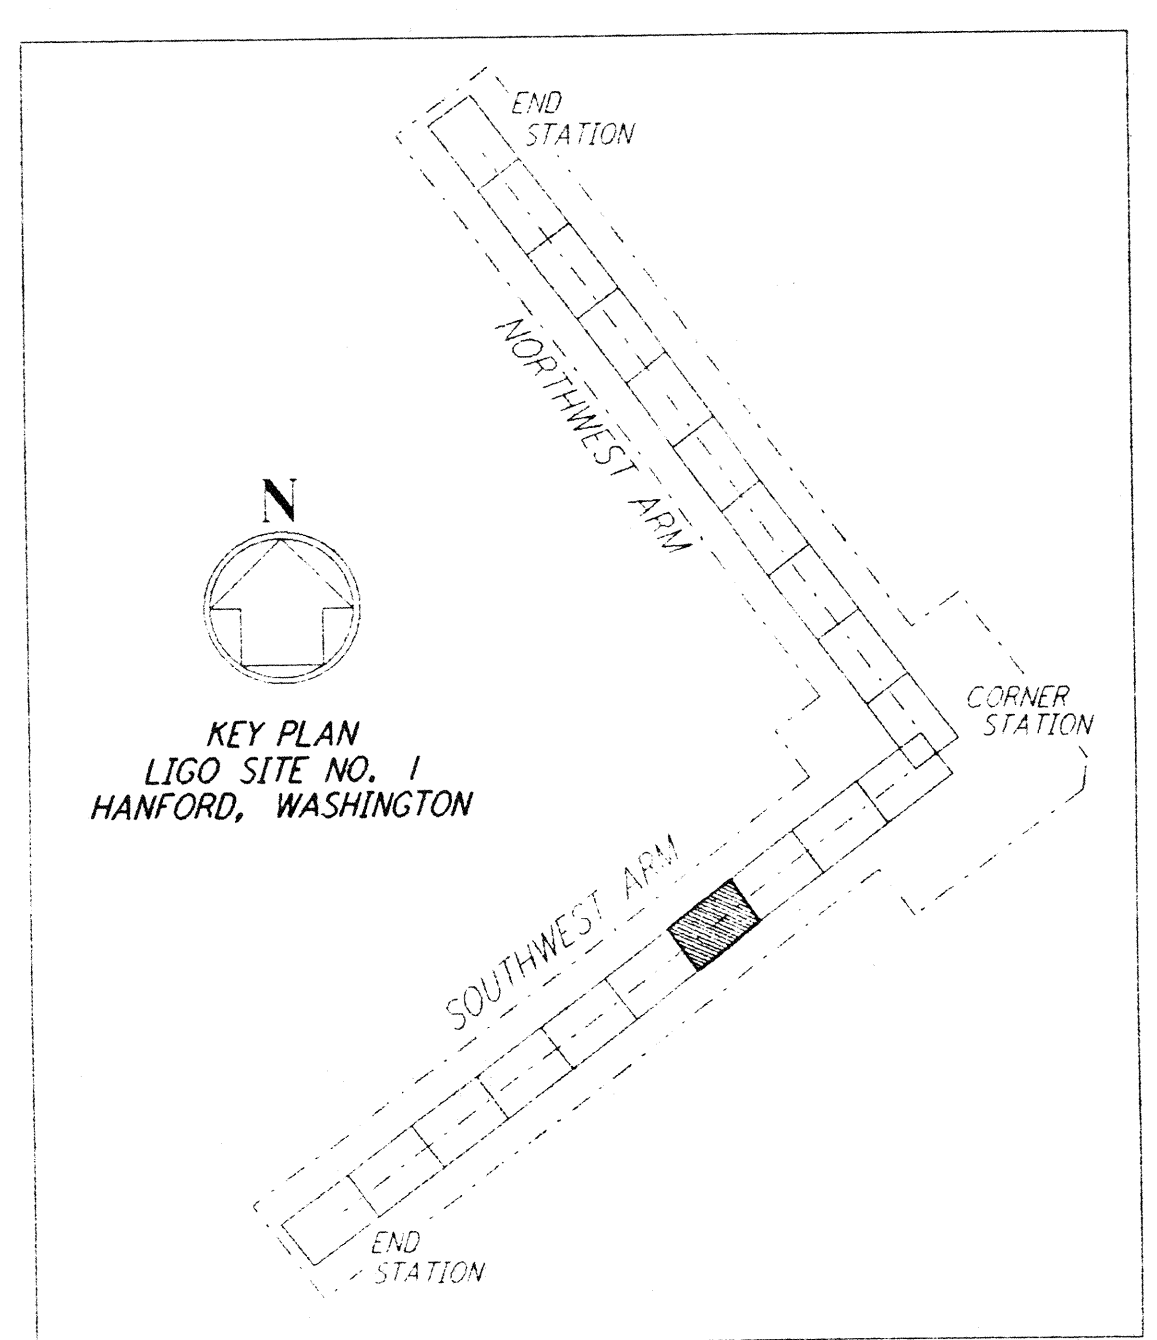 END
STATION
NORTHWEST ARM
N
KEY PLAN
LIGO SITE NO. 1
HANFORD, WASHINGTON
CORNER
STATION
SOUTHWEST ARM
END
STATION